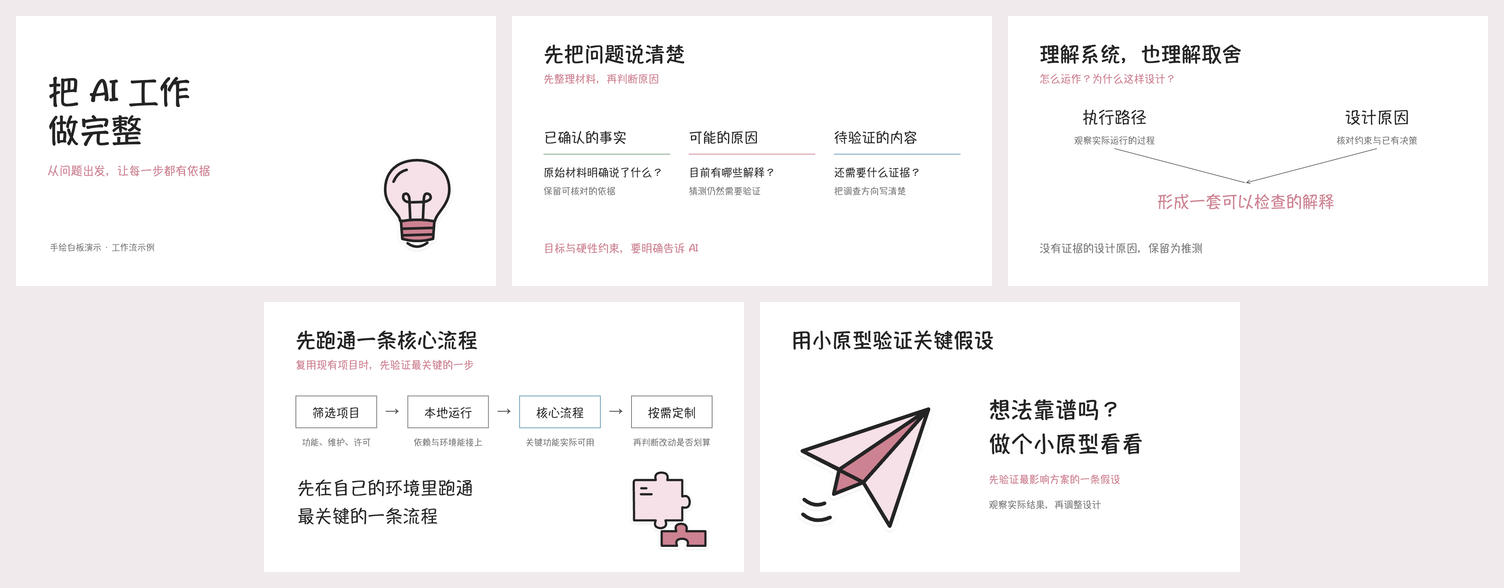 把 AI 工作
做完整
从问题出发，让每一步都有依据
手绘白板演示 · 工作流示例
先把问题说清楚
先整理材料，再判断原因
已确认的事实
原始材料明确说了什么？
保留可核对的依据
可能的原因
目前有哪些解释？
猜测仍然需要验证
待验证的内容
还需要什么证据？
把调查方向写清楚
目标与硬性约束，要明确告诉 AI
理解系统，也理解取舍
怎么运作？为什么这样设计？
执行路径
观察实际运行的过程
设计原因
核对约束与已有决策
形成一套可以检查的解释
没有证据的设计原因，保留为推测
先跑通一条核心流程
复用现有项目时，先验证最关键的一步
筛选项目 → 本地运行 → 核心流程 → 按需定制
功能、维护、许可
依赖与环境能接上
关键功能实际可用
再判断改动是否划算
先在自己的环境里跑通
最关键的一条流程
用小原型验证关键假设
想法靠谱吗？
做个小原型看看
先验证最影响方案的一条假设
观察实际结果，再调整设计